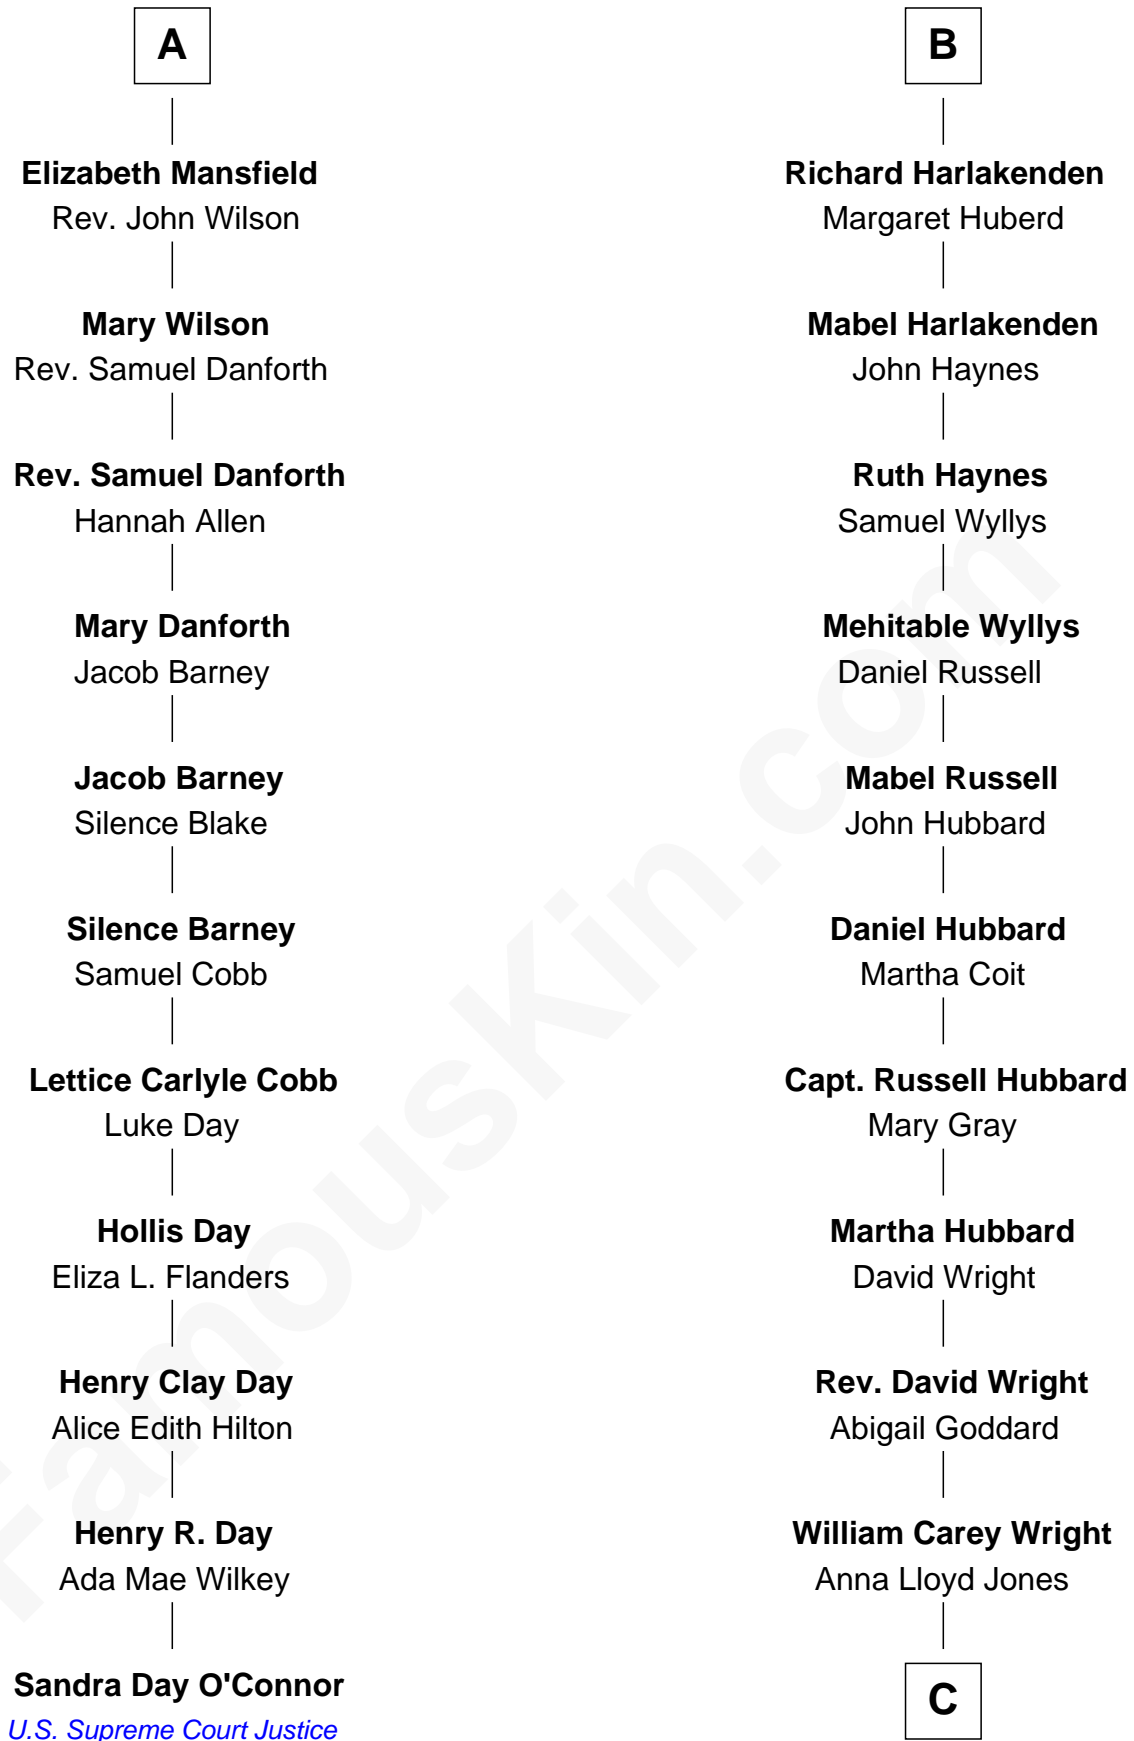 A
Elizabeth Mansfield
Rev. John Wilson
Mary Wilson
Rev. Samuel Danforth
Rev. Samuel Danforth
Hannah Allen
Mary Danforth
Jacob Barney
Jacob Barney
Silence Blake
Silence Barney
Samuel Cobb
Lettice Carlyle Cobb
Luke Day
Hollis Day
Eliza L. Flanders
Henry Clay Day
Alice Edith Hilton
Henry R. Day
Ada Mae Wilkey
Sandra Day O'Connor
U.S. Supreme Court Justice
B
Richard Harlakenden
Margaret Huberd
Mabel Harlakenden
John Haynes
Ruth Haynes
Samuel Wyllys
Mehitable Wyllys
Daniel Russell
Mabel Russell
John Hubbard
Daniel Hubbard
Martha Coit
Capt. Russell Hubbard
Mary Gray
Martha Hubbard
David Wright
Rev. David Wright
Abigail Goddard
William Carey Wright
Anna Lloyd Jones
C
FamousKin.com